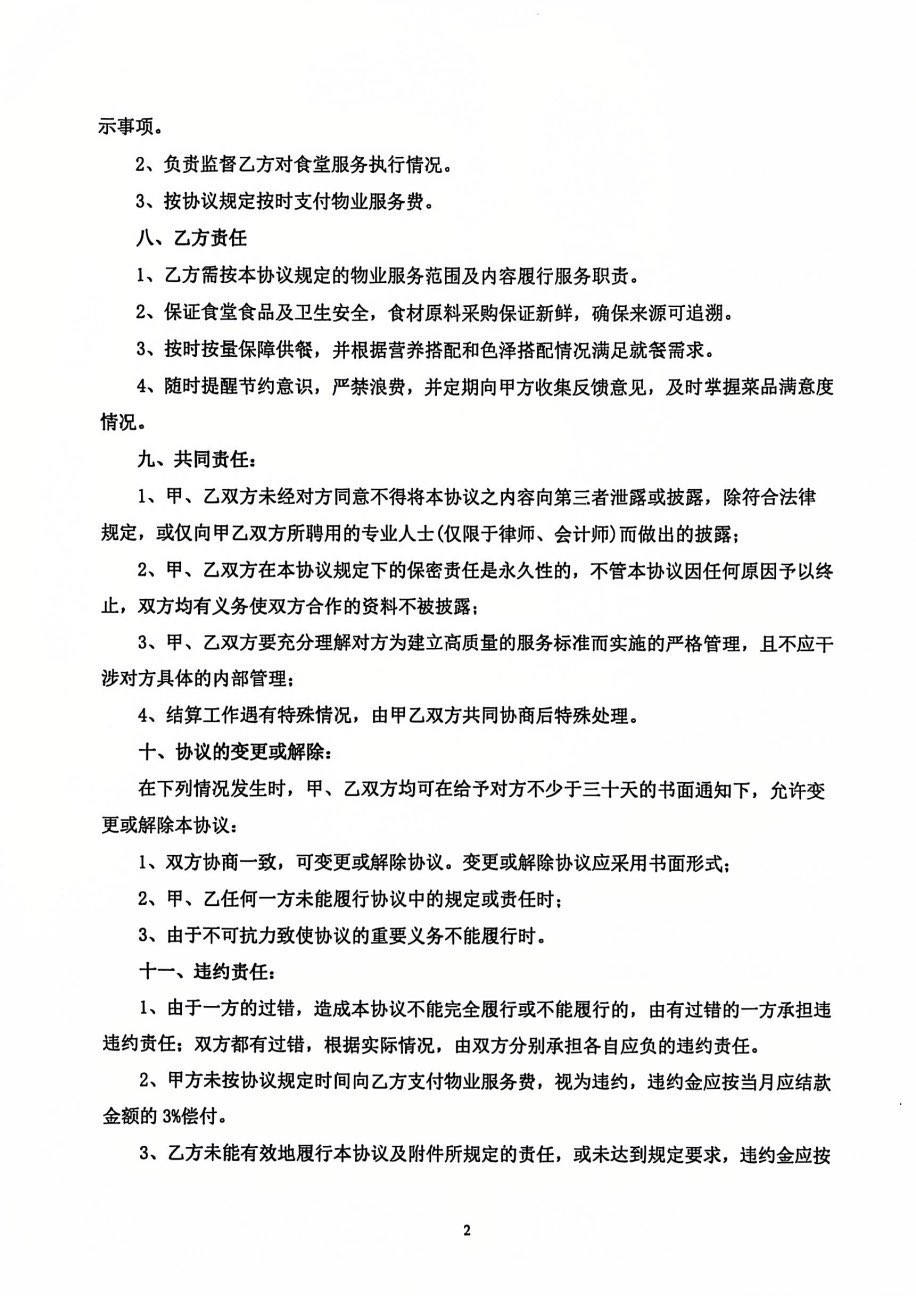 示事项。
2、负责监督乙方对食堂服务执行情况。
3、按协议规定按时支付物业服务费。
八、乙方责任
1、乙方需按本协议规定的物业服务范围及内容履行服务职责。
2、保证食堂食品及卫生安全，食材原料采购保证新鲜，确保来源可追溯。
3、按时按量保障供餐，并根据营养搭配和色泽搭配情况满足就餐需求。
4、随时提醒节约意识，严禁浪费，并定期向甲方收集反馈意见，及时掌握菜品满意度
情况。
九、共同责任：
1、甲、乙双方未经对方同意不得将本协议之内容向第三者泄露或披露，除符合法律
规定，或仅向甲乙双方所聘用的专业人士(仅限于律师、会计师)而做出的披露；
2、甲、乙双方在本协议规定下的保密责任是永久性的，不管本协议因任何原因予以终
止，双方均有义务使双方合作的资料不被披露；
3、甲、乙双方要充分理解对方为建立高质量的服务标准而实施的严格管理，且不应干
涉对方具体的内部管理；
4、结算工作遇有特殊情况，由甲乙双方共同协商后特殊处理。
十、协议的变更或解除：
在下列情况发生时，甲、乙双方均可在给予对方不少于三十天的书面通知下，允许变
更或解除本协议：
1、双方协商一致，可变更或解除协议。变更或解除协议应采用书面形式；
2、甲、乙任何一方未能履行协议中的规定或责任时；
3、由于不可抗力致使协议的重要义务不能履行时。
十一、违约责任：
1、由于一方的过错，造成本协议不能完全履行或不能履行的，由有过错的一方承担违
违约责任；双方都有过错，根据实际情况，由双方分别承担各自应负的违约责任。
2、甲方未按协议规定时间向乙方支付物业服务费，视为违约，违约金应按当月应结款
金额的 3%偿付。
3、乙方未能有效地履行本协议及附件所规定的责任，或未达到规定要求，违约金应按
2